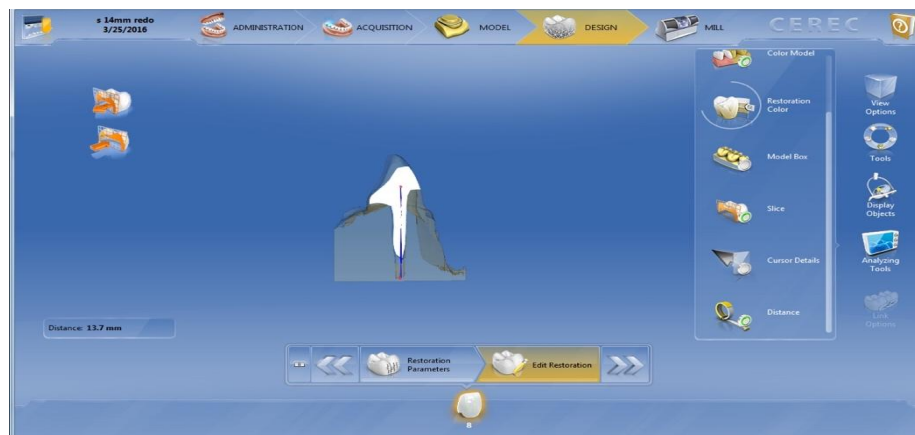 s 14mm redo
3/25/2016
ADMINISTRATION
ACQUISITION
MODEL
DESIGN
MILL
CEREC
Color Model
Restoration
Color
Model Box
Slice
Cursor Details
Distance
View
Options
Tools
Display
Objects
Analyzing
Tools
Link
Options
Distance: 13.7 mm
Restoration
Parameters
Edit Restoration
8